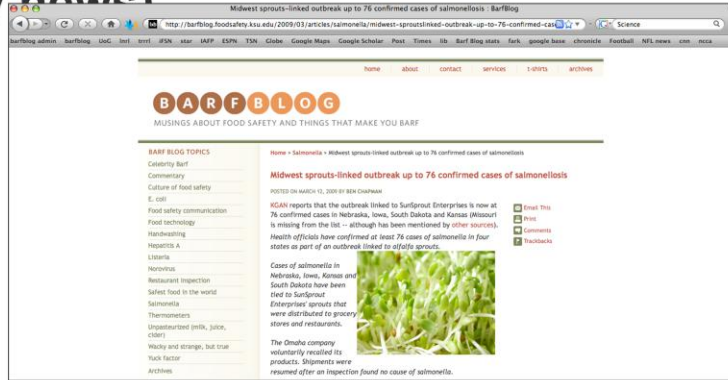 Midwest sprouts-linked outbreak up to 76 confirmed cases of salmonellosis : BarfBlog
http://barfblog.foodsafety.ksu.edu/2009/03/articles/salmonella/midwest-sproutslinked-outbreak-up-to-76-confirmed-cas
Science
barfblog admin barfblog UoG lnrl trrrl iFSN star IAFP ESPN TSN Globe Google Maps Google Scholar Post Times lib Barf Blog stats fark google base chronicle Football NFL news cnn ncca
home about contact services t-shirts archives
BARFBLOG
MUSINGS ABOUT FOOD SAFETY AND THINGS THAT MAKE YOU BARF
BARF BLOG TOPICS
Celebrity Barf
Commentary
Culture of food safety
E. coli
Food safety communication
Food technology
Handwashing
Hepatitis A
Listeria
Norovirus
Restaurant inspection
Safest food in the world
Salmonella
Thermometers
Unpasteurized (milk, juice,
cider)
Wacky and strange, but true
Yuck factor
Archives
Home » Salmonella » Midwest sprouts-linked outbreak up to 76 confirmed cases of salmonellosis
Midwest sprouts-linked outbreak up to 76 confirmed cases of salmonellosis
POSTED ON MARCH 12, 2009 BY BEN CHAPMAN
KGAN reports that the outbreak linked to SunSprout Enterprises is now at
76 confirmed cases in Nebraska, Iowa, South Dakota and Kansas (Missouri
is missing from the list -- although has been mentioned by other sources).
Health officials have confirmed at least 76 cases of salmonella in four
states as part of an outbreak linked to alfalfa sprouts.
Cases of salmonella in
Nebraska, Iowa, Kansas and
South Dakota have been
tied to SunSprout
Enterprises' sprouts that
were distributed to grocery
stores and restaurants.
The Omaha company
voluntarily recalled its
products. Shipments were
resumed after an inspection found no cause of salmonella.
Email This
Print
Comments
Trackbacks